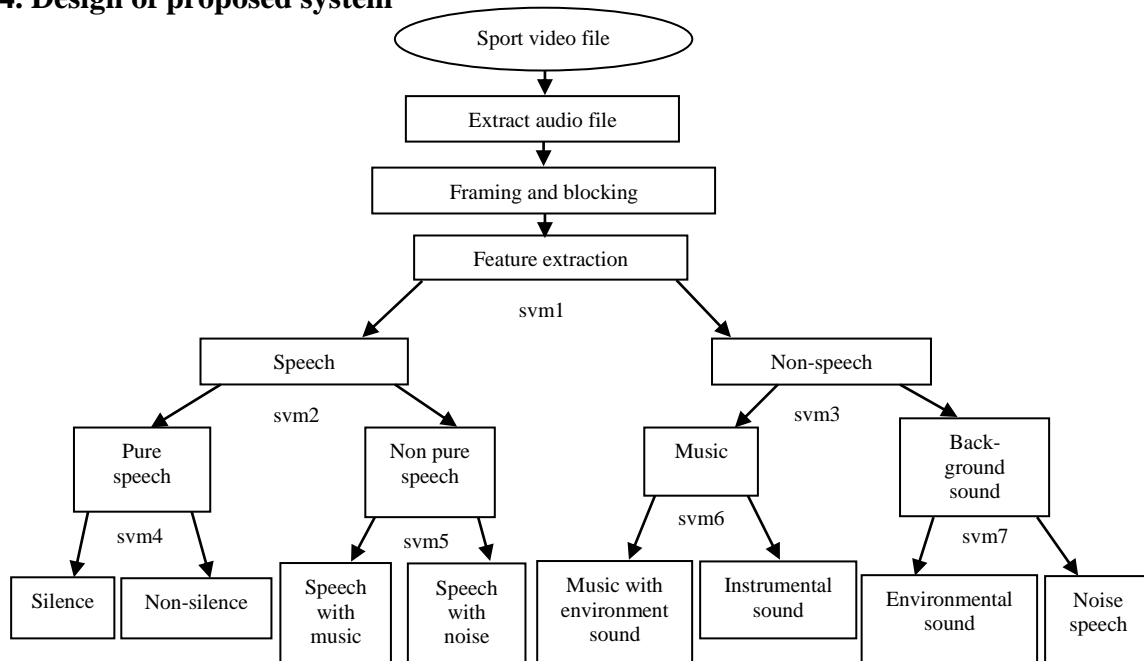 4. Design of proposed system
Sport video file
Extract audio file
Framing and blocking
Feature extraction
svm1
Speech
Non-speech
svm2
svm3
Pure
speech
Non pure
speech
Music
Back-
ground
sound
svm4
svm5
svm6
svm7
Silence
Non-silence
Speech
with
music
Speech
with
noise
Music with
environment
sound
Instrumental
sound
Environmental
sound
Noise
speech